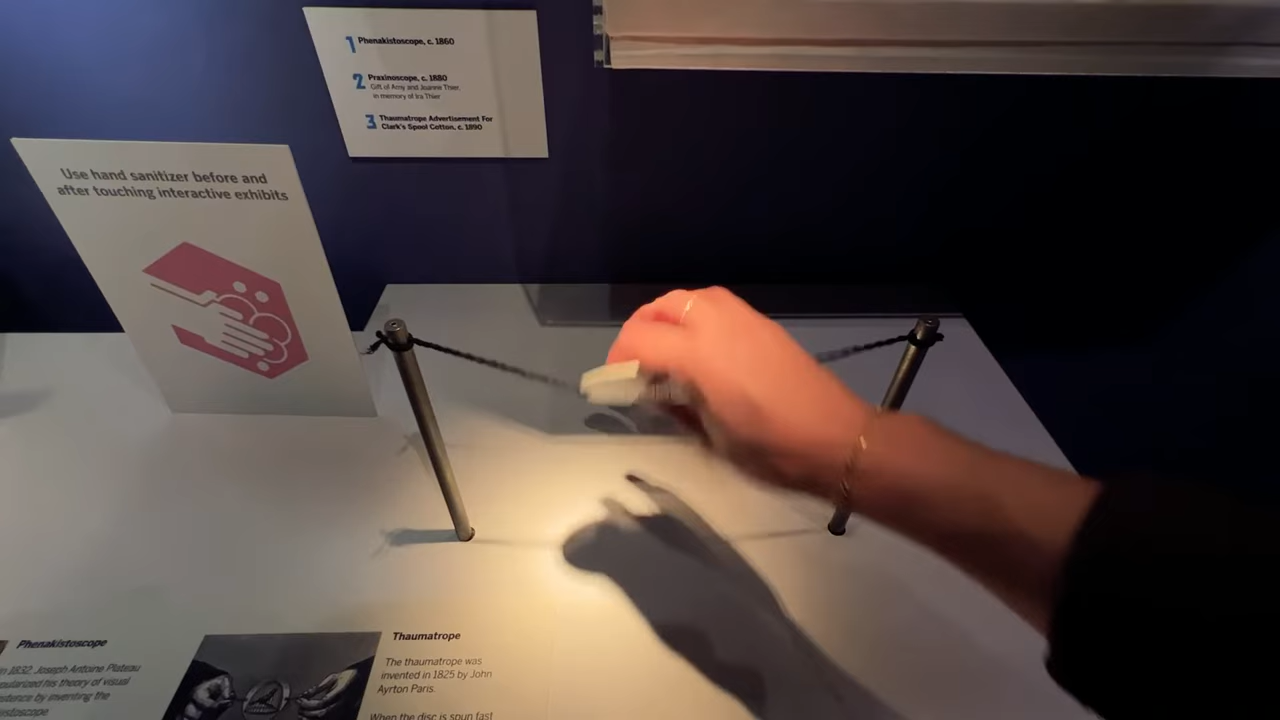 1 Phenakistoscope, c. 1860
2 Praxinoscope, c. 1880
Gift of Amy and Joanne Thier
in memory of Ira Thier
3 Thaumatrope Advertisement For
Clark's Spool Cotton, c. 1890
Use hand sanitizer before and
after touching interactive exhibits
Phenakistoscope
in 1832, Joseph Antoine Plateau
his theory of visual
by inventing the
Thaumatrope
The thaumatrope was
invented in 1825 by John
Ayrton Paris.
When the disc is spun fast